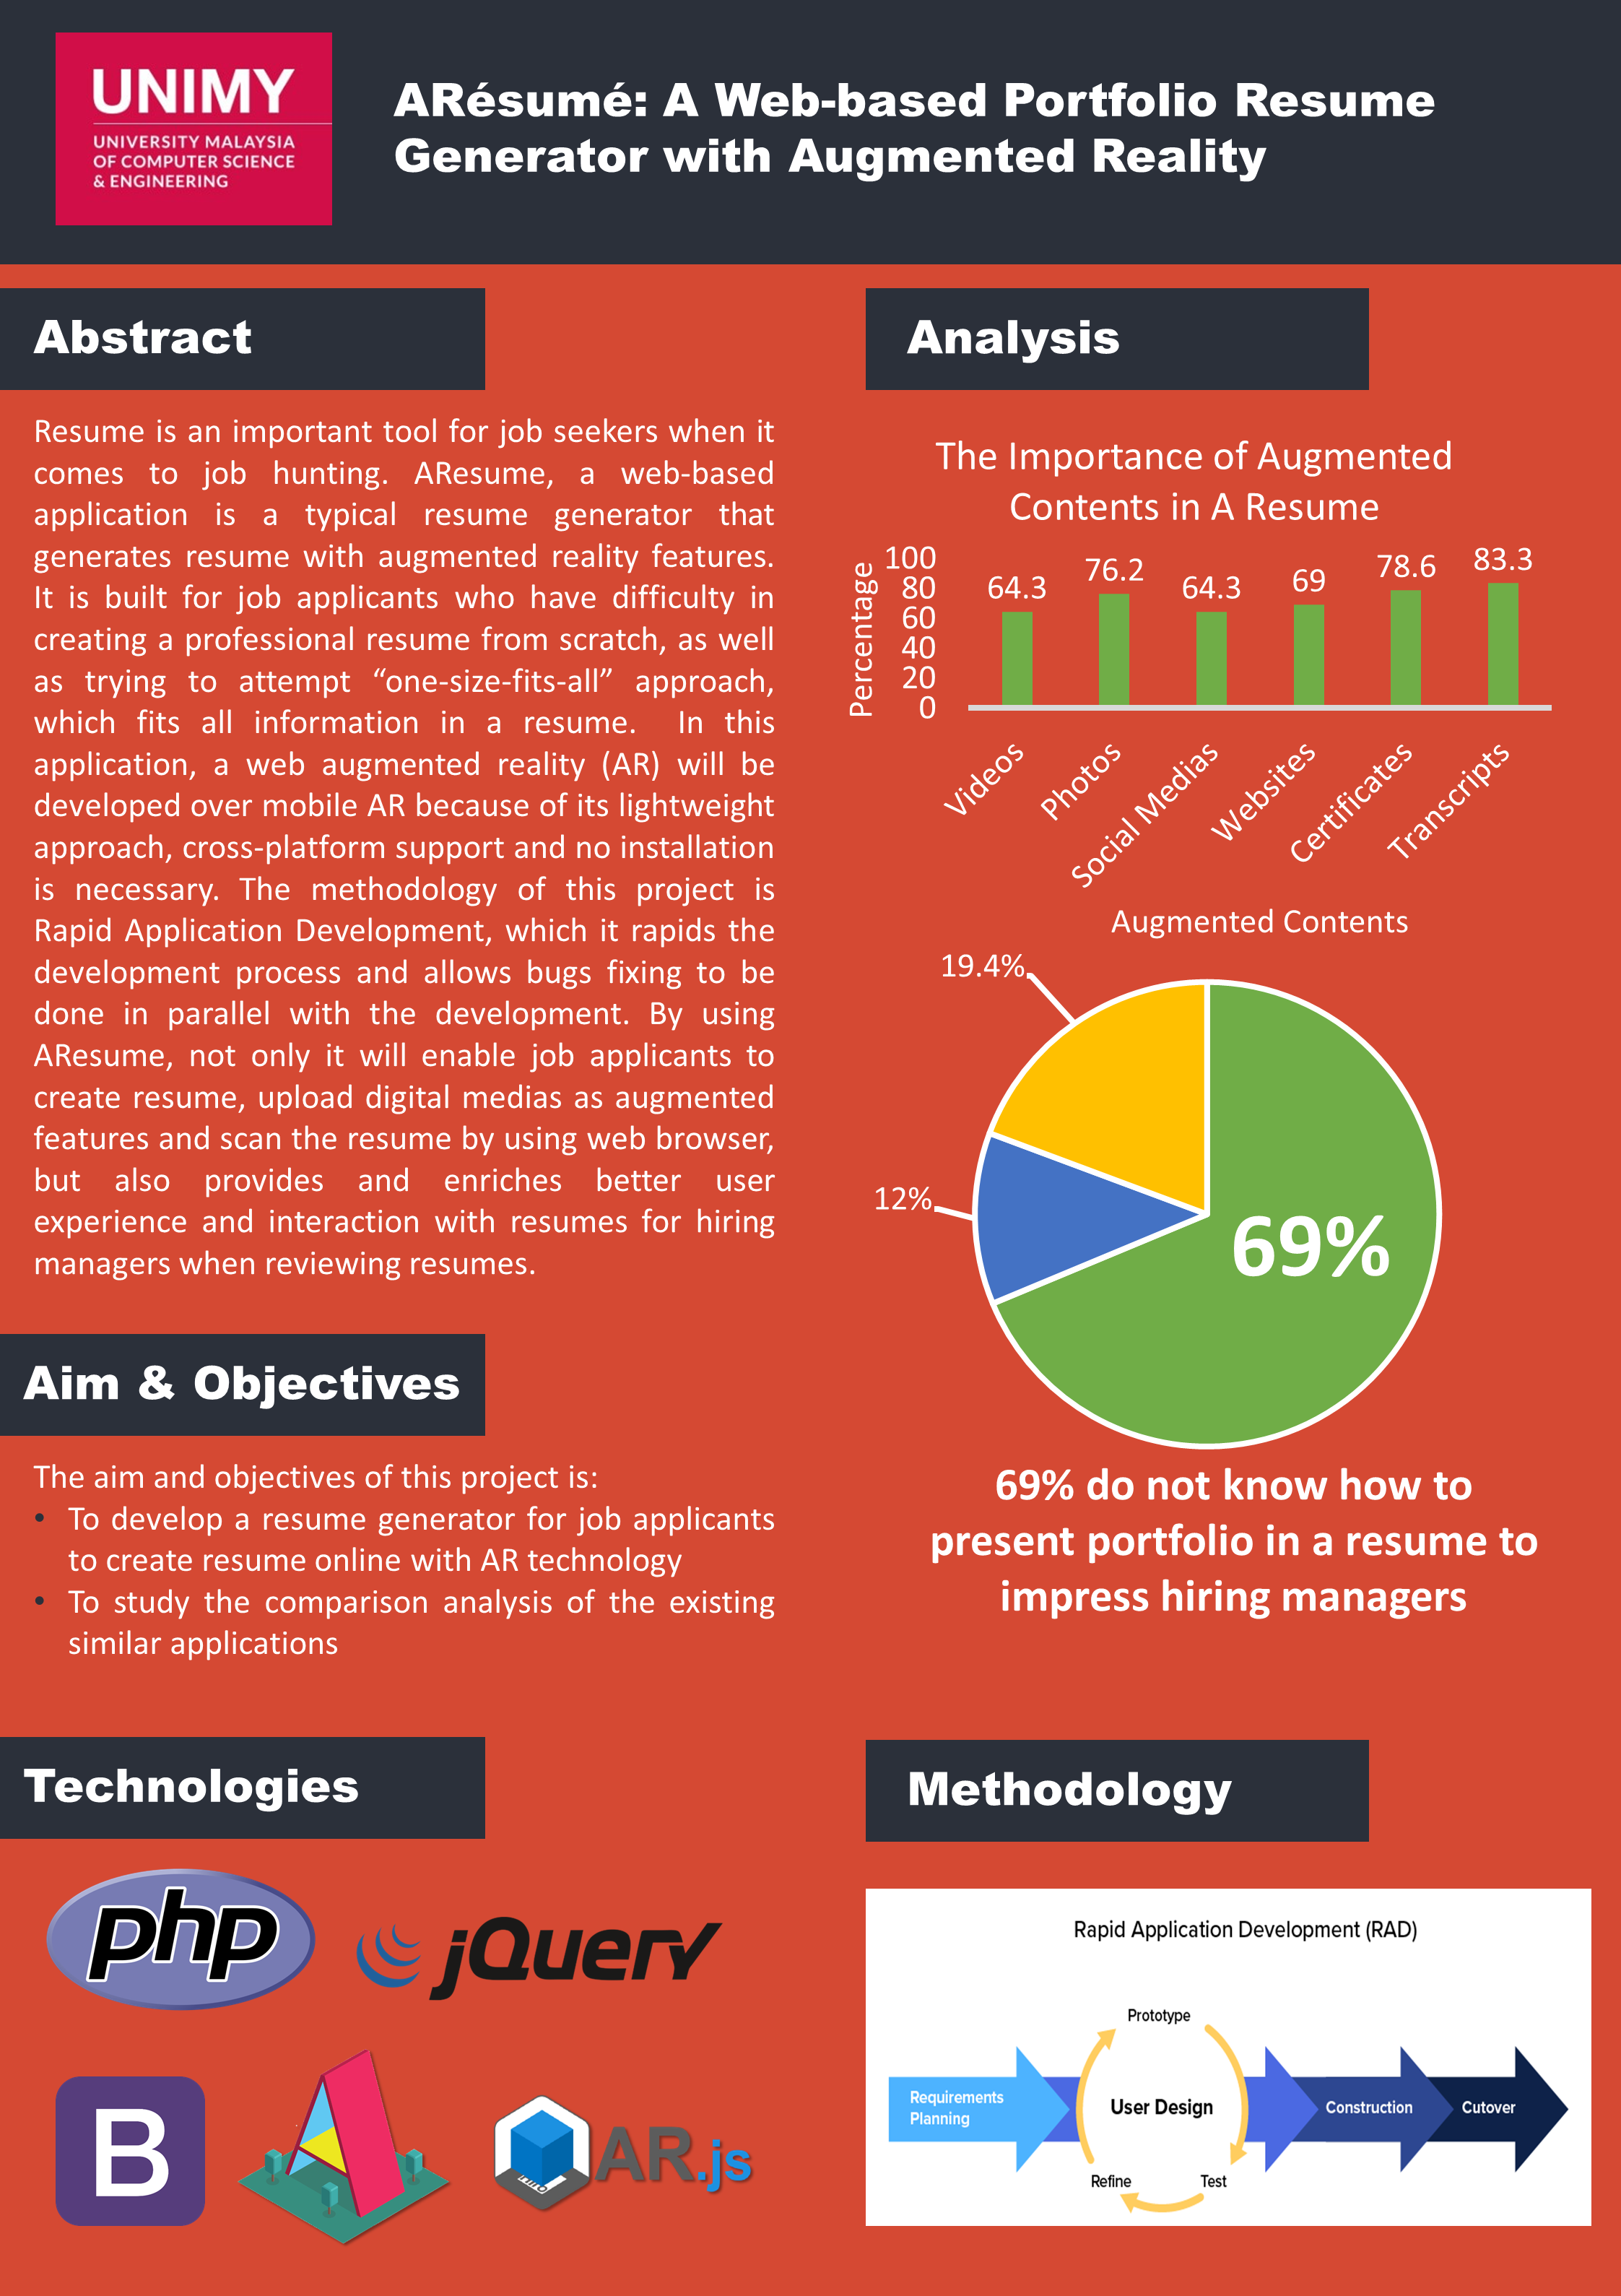 UNIMY
UNIVERSITY MALAYSIA
OF COMPUTER SCIENCE
& ENGINEERING
ARésumé: A Web-based Portfolio Resume
Generator with Augmented Reality
Abstract
Resume is an important tool for job seekers when it
comes to job hunting. AResume, a web-based
application is a typical resume generator that
generates resume with augmented reality features.
It is built for job applicants who have difficulty in
creating a professional resume from scratch, as well
as trying to attempt “one-size-fits-all” approach,
which fits all information in a resume. In this
application, a web augmented reality (AR) will be
developed over mobile AR because of its lightweight
approach, cross-platform support and no installation
is necessary. The methodology of this project is
Rapid Application Development, which it rapids the
development process and allows bugs fixing to be
done in parallel with the development. By using
AResume, not only it will enable job applicants to
create resume, upload digital medias as augmented
features and scan the resume by using web browser,
but also provides and enriches better user
experience and interaction with resumes for hiring
managers when reviewing resumes.
Aim & Objectives
The aim and objectives of this project is:
• To develop a resume generator for job applicants
to create resume online with AR technology
• To study the comparison analysis of the existing
similar applications
Technologies
php
jQuery
B
AR.js
Hiro
Analysis
The Importance of Augmented
Contents in A Resume
Percentage
100
80
60
40
20
0
64.3
76.2
64.3
69
78.6
83.3
Videos
Photos
Social Medias
Websites
Certificates
Transcripts
Augmented Contents
19.4%
12%
69%
69% do not know how to
present portfolio in a resume to
impress hiring managers
Methodology
Rapid Application Development (RAD)
Prototype
Requirements
Planning
User Design
Construction
Cutover
Refine
Test